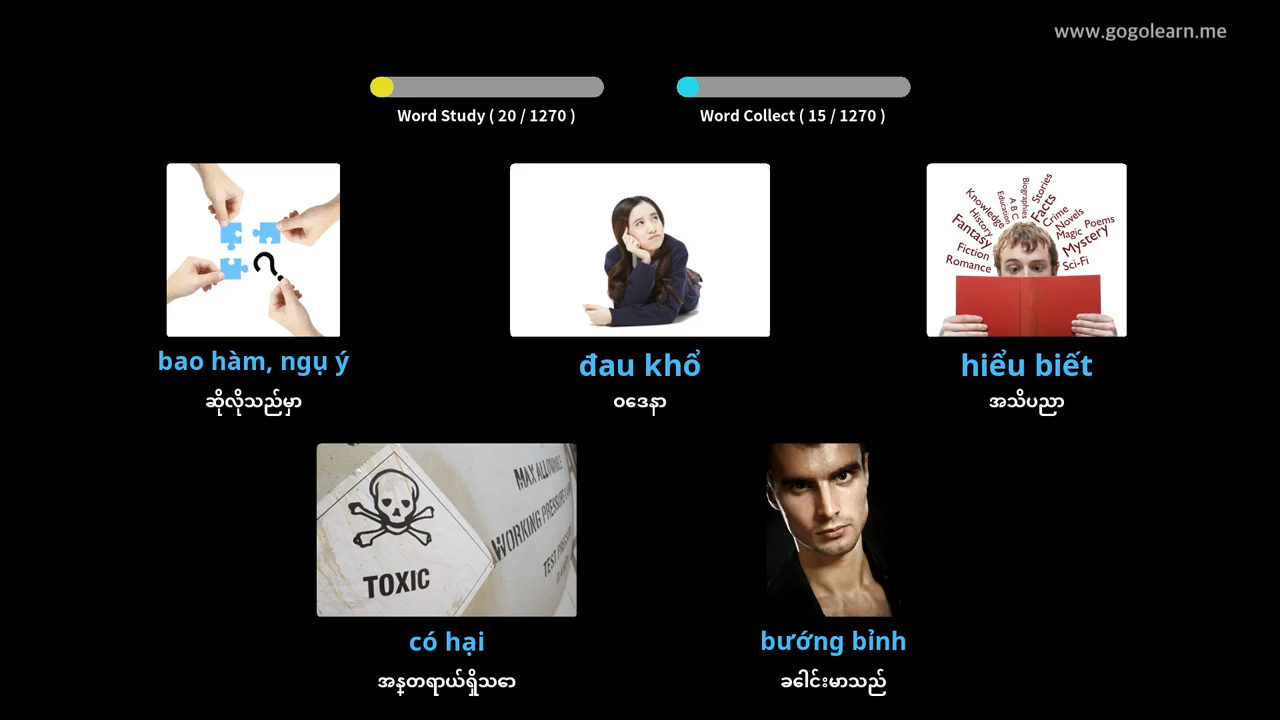 www.gogolearn.me
Word Study ( 20 / 1270 )
Word Collect ( 15 / 1270 )
Knowledge
History
Fantasy
Fiction
Romance
Education
A B C
Biographies
Stories
Facts
Crime
Novels
Magic
Poems
Mystery
Sci-Fi
bao hàm, ngụ ý
đau khổ
hiểu biết
ဆိုလိုသည်မှာ
ဝဒေနာ
အသိပညာ
MAX ALLOWABLE
WORKING PRESSURE
TEST
TOXIC
có hại
bướng bỉnh
အန္တရာယ်ရှိသော
ခေါင်းမာသည်